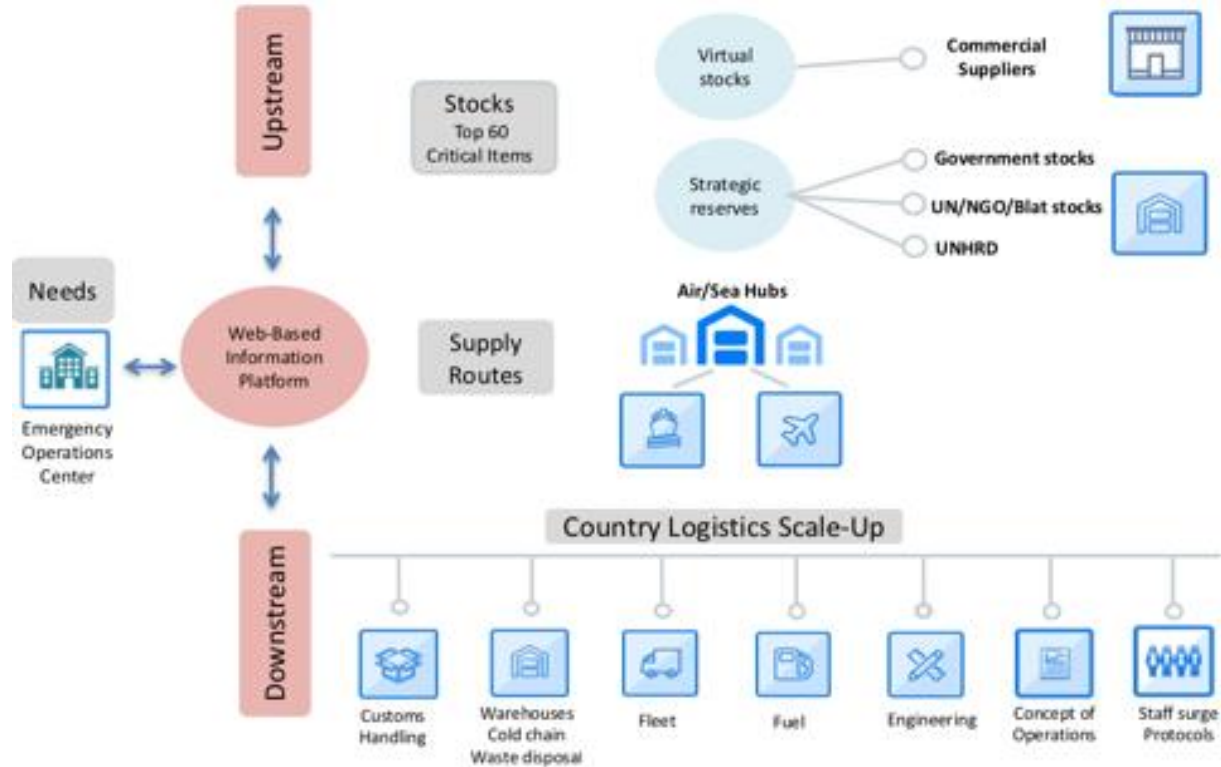 Upstream
Stocks
Top 60
Critical Items
Virtual
stocks
Commercial
Suppliers
Strategic
reserves
Government stocks
UN/NGO/Blat stocks
UNHRD
Needs
Emergency
Operations
Center
Web-Based
Information
Platform
Supply
Routes
Air/Sea Hubs
Downstream
Country Logistics Scale-Up
Customs
Handling
Warehouses
Cold chain
Waste disposal
Fleet
Fuel
Engineering
Concept of
Operations
Staff surge
Protocols